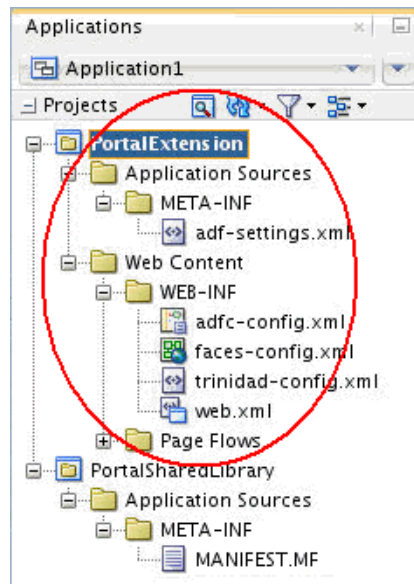 Applications
Application1
Projects
PortalExtension
Application Sources
META-INF
adf-settings.xml
Web Content
WEB-INF
adfc-config.xml
faces-config.xml
trinidad-config.xml
web.xml
Page Flows
PortalSharedLibrary
Application Sources
META-INF
MANIFEST.MF